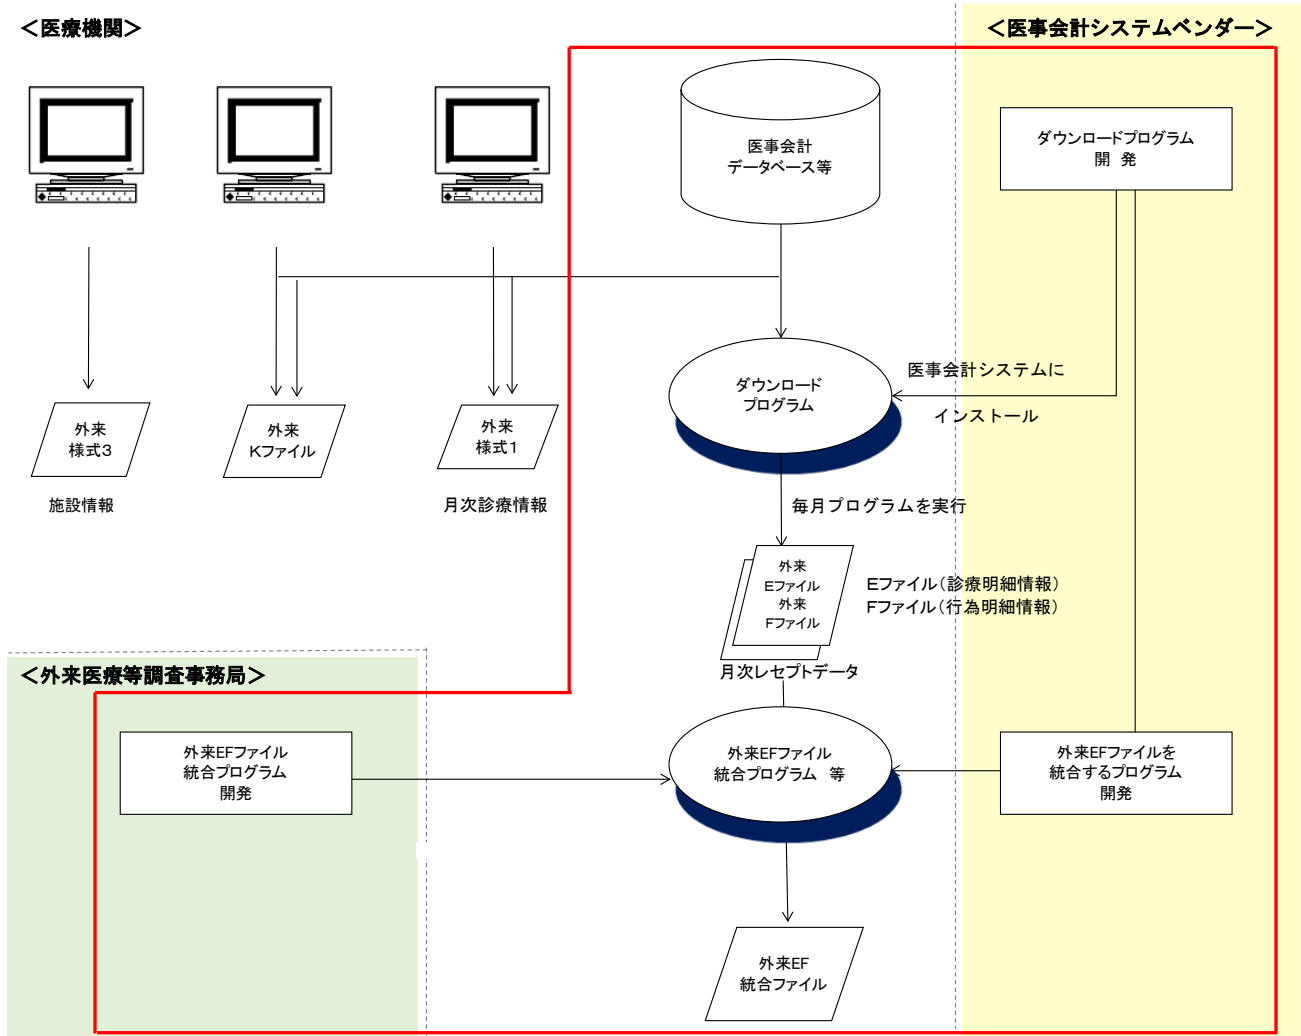 ＜医療機関＞
＜医事会計システムベンダー＞
医事会計
データベース等
ダウンロードプログラム
開 発
医事会計システムに
インストール
ダウンロード
プログラム
外来
様式3
外来
Kファイル
外来
様式1
施設情報
月次診療情報
毎月プログラムを実行
外来
Eファイル
外来
Fファイル
Eファイル（診療明細情報）
Fファイル（行為明細情報）
月次レセプトデータ
＜外来医療等調査事務局＞
外来EFファイル
統合プログラム
開発
外来EFファイル
統合プログラム 等
外来EFファイルを
統合するプログラム
開発
外来EF
統合ファイル